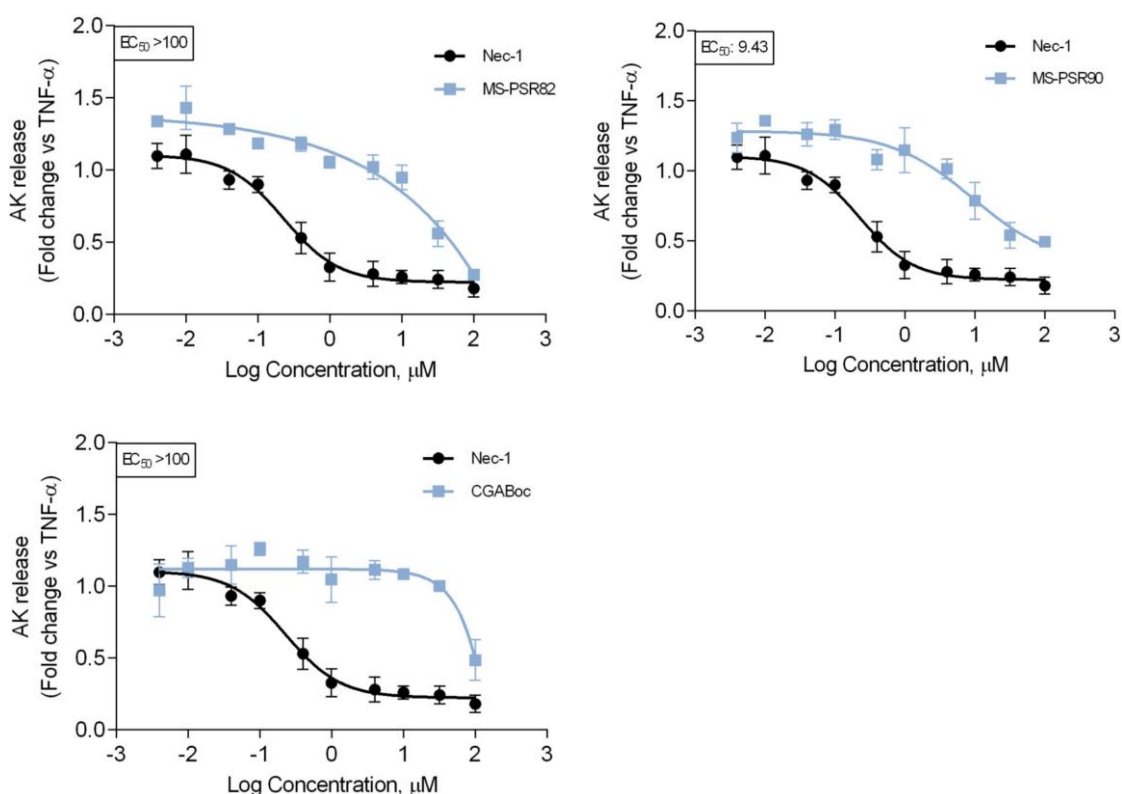 EC50 >100
Nec-1
MS-PSR82
2.0
1.5
1.0
0.5
0.0
AK release
(Fold change vs TNF-α)
-3 -2 -1 0 1 2 3
Log Concentration, μM
EC50: 9.43
Nec-1
MS-PSR90
2.0
1.5
1.0
0.5
0.0
AK release
(Fold change vs TNF-α)
-3 -2 -1 0 1 2 3
Log Concentration, μM
EC50 >100
Nec-1
CGABoc
2.0
1.5
1.0
0.5
0.0
AK release
(Fold change vs TNF-α)
-3 -2 -1 0 1 2 3
Log Concentration, μM